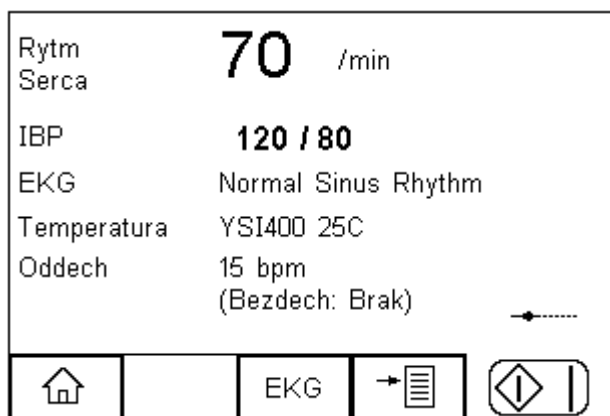 Rytm Serca 70 /min
IBP 120 / 80
EKG Normal Sinus Rhythm
Temperatura YSI400 25C
Oddech 15 bpm
(Bezdech: Brak)
EKG